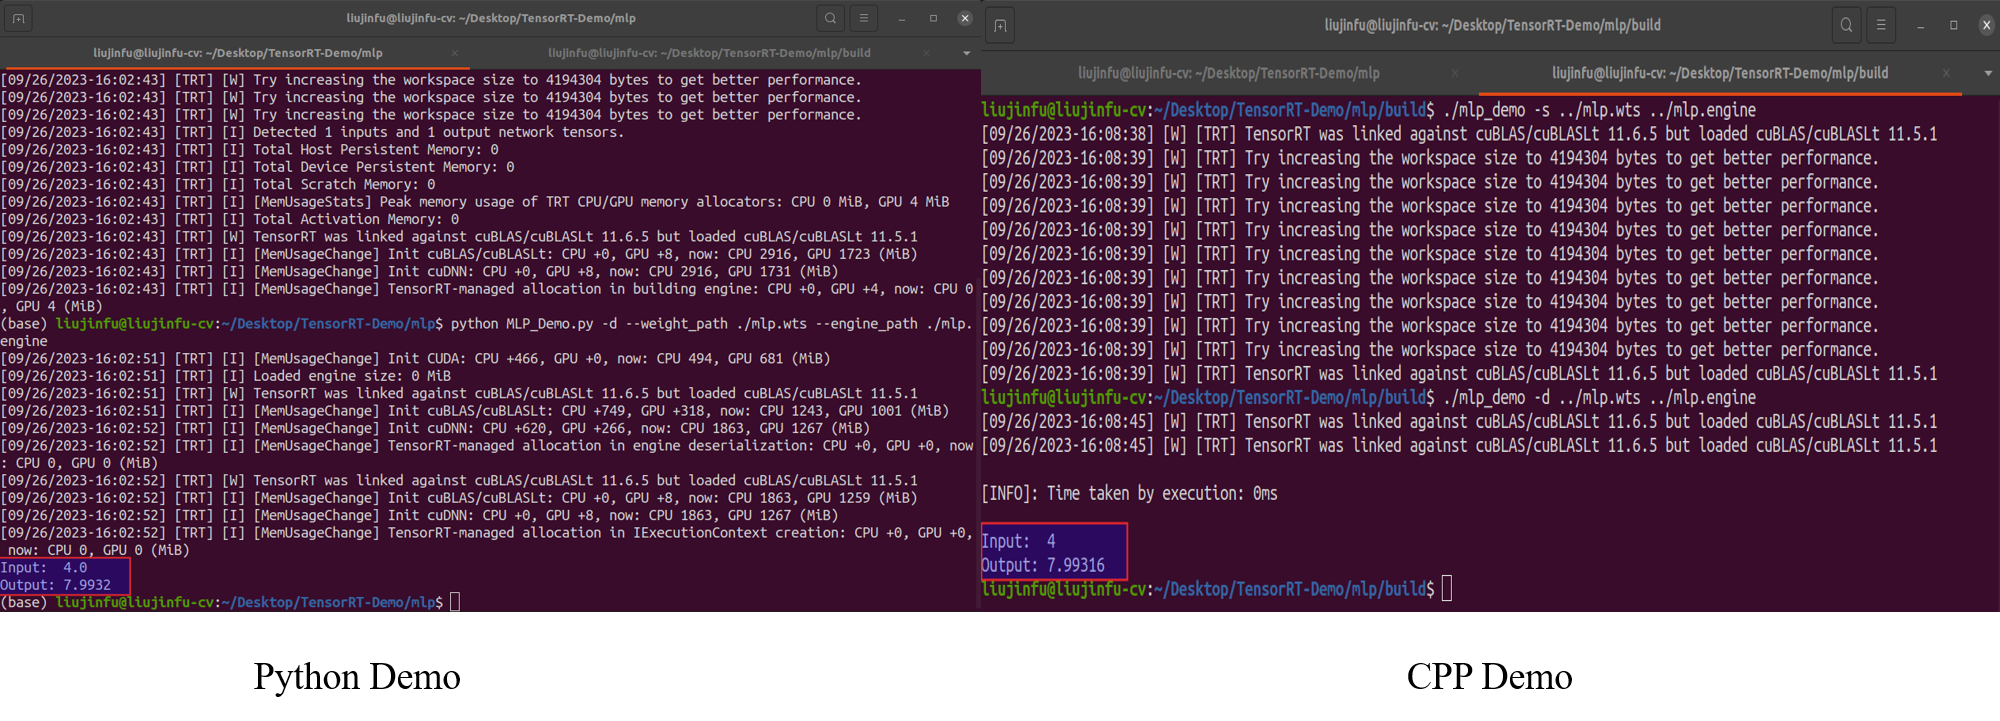 liujinfu@liujinfu-cv: ~/Desktop/TensorRT-Demo/mlp
liujinfu@liujinfu-cv: ~/Desktop/TensorRT-Demo/mlp
liujinfu@liujinfu-cv: ~/Desktop/TensorRT-Demo/mlp/build
[09/26/2023-16:02:43] [TRT] [W] Try increasing the workspace size to 4194304 bytes to get better performance.
[09/26/2023-16:02:43] [TRT] [W] Try increasing the workspace size to 4194304 bytes to get better performance.
[09/26/2023-16:02:43] [TRT] [W] Try increasing the workspace size to 4194304 bytes to get better performance.
[09/26/2023-16:02:43] [TRT] [I] Detected 1 inputs and 1 output network tensors.
[09/26/2023-16:02:43] [TRT] [I] Total Host Persistent Memory: 0
[09/26/2023-16:02:43] [TRT] [I] Total Device Persistent Memory: 0
[09/26/2023-16:02:43] [TRT] [I] Total Scratch Memory: 0
[09/26/2023-16:02:43] [TRT] [I] [MemUsageStats] Peak memory usage of TRT CPU/GPU memory allocators: CPU 0 MiB, GPU 4 MiB
[09/26/2023-16:02:43] [TRT] [I] Total Activation Memory: 0
[09/26/2023-16:02:43] [TRT] [W] TensorRT was linked against cuBLAS/cuBLASLt 11.6.5 but loaded cuBLAS/cuBLASLt 11.5.1
[09/26/2023-16:02:43] [TRT] [I] [MemUsageChange] Init cuBLAS/cuBLASLt: CPU +0, GPU +8, now: CPU 2916, GPU 1723 (MiB)
[09/26/2023-16:02:43] [TRT] [I] [MemUsageChange] Init cuDNN: CPU +0, GPU +8, now: CPU 2916, GPU 1731 (MiB)
[09/26/2023-16:02:43] [TRT] [I] [MemUsageChange] TensorRT-managed allocation in building engine: CPU +0, GPU +4, now: CPU 0
, GPU 4 (MiB)
(base) liujinfu@liujinfu-cv:~/Desktop/TensorRT-Demo/mlp$ python MLP_Demo.py -d --weight_path ./mlp.wts --engine_path ./mlp.
engine
[09/26/2023-16:02:51] [TRT] [I] [MemUsageChange] Init CUDA: CPU +466, GPU +0, now: CPU 494, GPU 681 (MiB)
[09/26/2023-16:02:51] [TRT] [I] Loaded engine size: 0 MiB
[09/26/2023-16:02:51] [TRT] [W] TensorRT was linked against cuBLAS/cuBLASLt 11.6.5 but loaded cuBLAS/cuBLASLt 11.5.1
[09/26/2023-16:02:51] [TRT] [I] [MemUsageChange] Init cuBLAS/cuBLASLt: CPU +749, GPU +318, now: CPU 1243, GPU 1001 (MiB)
[09/26/2023-16:02:52] [TRT] [I] [MemUsageChange] Init cuDNN: CPU +620, GPU +266, now: CPU 1863, GPU 1267 (MiB)
[09/26/2023-16:02:52] [TRT] [I] [MemUsageChange] TensorRT-managed allocation in engine deserialization: CPU +0, GPU +0, now
: CPU 0, GPU 0 (MiB)
[09/26/2023-16:02:52] [TRT] [W] TensorRT was linked against cuBLAS/cuBLASLt 11.6.5 but loaded cuBLAS/cuBLASLt 11.5.1
[09/26/2023-16:02:52] [TRT] [I] [MemUsageChange] Init cuBLAS/cuBLASLt: CPU +0, GPU +8, now: CPU 1863, GPU 1259 (MiB)
[09/26/2023-16:02:52] [TRT] [I] [MemUsageChange] Init cuDNN: CPU +0, GPU +8, now: CPU 1863, GPU 1267 (MiB)
[09/26/2023-16:02:52] [TRT] [I] [MemUsageChange] TensorRT-managed allocation in IExecutionContext creation: CPU +0, GPU +0,
 now: CPU 0, GPU 0 (MiB)
Input:  4.0
Output: 7.9932
(base) liujinfu@liujinfu-cv:~/Desktop/TensorRT-Demo/mlp$
Python Demo
liujinfu@liujinfu-cv: ~/Desktop/TensorRT-Demo/mlp/build
liujinfu@liujinfu-cv: ~/Desktop/TensorRT-Demo/mlp
liujinfu@liujinfu-cv: ~/Desktop/TensorRT-Demo/mlp/build
liujinfu@liujinfu-cv:~/Desktop/TensorRT-Demo/mlp/build$ ./mlp_demo -s ../mlp.wts ../mlp.engine
[09/26/2023-16:08:38] [W] [TRT] TensorRT was linked against cuBLAS/cuBLASLt 11.6.5 but loaded cuBLAS/cuBLASLt 11.5.1
[09/26/2023-16:08:39] [W] [TRT] Try increasing the workspace size to 4194304 bytes to get better performance.
[09/26/2023-16:08:39] [W] [TRT] Try increasing the workspace size to 4194304 bytes to get better performance.
[09/26/2023-16:08:39] [W] [TRT] Try increasing the workspace size to 4194304 bytes to get better performance.
[09/26/2023-16:08:39] [W] [TRT] Try increasing the workspace size to 4194304 bytes to get better performance.
[09/26/2023-16:08:39] [W] [TRT] Try increasing the workspace size to 4194304 bytes to get better performance.
[09/26/2023-16:08:39] [W] [TRT] Try increasing the workspace size to 4194304 bytes to get better performance.
[09/26/2023-16:08:39] [W] [TRT] Try increasing the workspace size to 4194304 bytes to get better performance.
[09/26/2023-16:08:39] [W] [TRT] Try increasing the workspace size to 4194304 bytes to get better performance.
[09/26/2023-16:08:39] [W] [TRT] Try increasing the workspace size to 4194304 bytes to get better performance.
[09/26/2023-16:08:39] [W] [TRT] TensorRT was linked against cuBLAS/cuBLASLt 11.6.5 but loaded cuBLAS/cuBLASLt 11.5.1
liujinfu@liujinfu-cv:~/Desktop/TensorRT-Demo/mlp/build$ ./mlp_demo -d ../mlp.wts ../mlp.engine
[09/26/2023-16:08:45] [W] [TRT] TensorRT was linked against cuBLAS/cuBLASLt 11.6.5 but loaded cuBLAS/cuBLASLt 11.5.1
[09/26/2023-16:08:45] [W] [TRT] TensorRT was linked against cuBLAS/cuBLASLt 11.6.5 but loaded cuBLAS/cuBLASLt 11.5.1
[INFO]: Time taken by execution: 0ms
Input:  4
Output: 7.99316
liujinfu@liujinfu-cv:~/Desktop/TensorRT-Demo/mlp/build$
CPP Demo